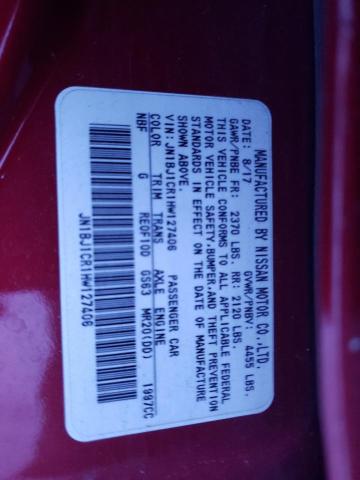 MANUFACTURED BY NISSAN MOTOR CO.,LTD.
DATE: 8/17 GVWR/PNBV: 4455 LBS.
GAWR/PNBE FR: 2370 LBS. RR: 2120 LBS.
THIS VEHICLE CONFORMS TO ALL APPLICABLE FEDERAL
MOTOR VEHICLE SAFETY,BUMPER,AND THEFT PREVENTION
STANDARDS IN EFFECT ON THE DATE OF MANUFACTURE
SHOWN ABOVE.
VIN: JN1BJ1CR1HW127406 PASSENGER CAR
COLOR TRIM TRANS AXLE ENGINE
NBF G RE0F10D GS63 MR20(DD) 1997CC
JN1BJ1CR1HW127406